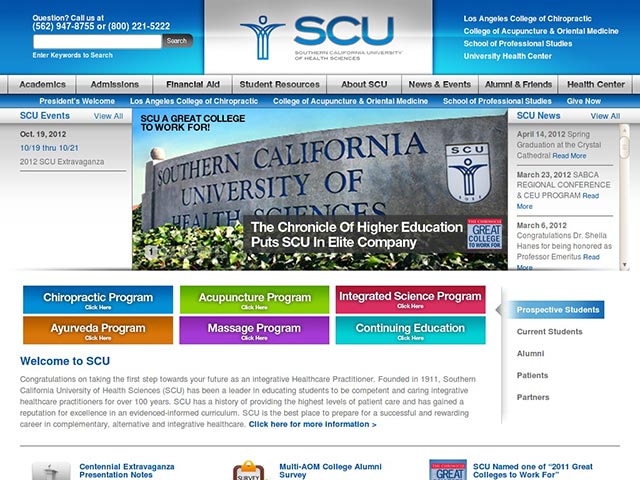 Question? Call us at
(562) 947-8755 or (800) 221-5222
Search
Enter Keywords to Search
SCU
SOUTHERN CALIFORNIA UNIVERSITY
OF HEALTH SCIENCES
Los Angeles College of Chiropractic
College of Acupuncture & Oriental Medicine
School of Professional Studies
University Health Center
Academics
Admissions
Financial Aid
Student Resources
About SCU
News & Events
Alumni & Friends
Health Center
President's Welcome
Los Angeles College of Chiropractic
College of Acupuncture & Oriental Medicine
School of Professional Studies
Give Now
SCU Events View All
Oct. 19, 2012
10/19 thru 10/21
2012 SCU Extravaganza
SCU A GREAT COLLEGE
TO WORK FOR!
SOUTHERN CALIFORNIA
UNIVERSITY OF
HEALTH SCIENCES
SCU
1911
The Chronicle Of Higher Education
Puts SCU In Elite Company
THE CHRONICLE
GREAT
COLLEGE
TO WORK FOR
1
SCU News View All
April 14, 2012 Spring
Graduation at the Crystal
Cathedral Read More
March 23, 2012 SABCA
REGIONAL CONFERENCE
& CEU PROGRAM Read
More
March 6, 2012
Congratulations Dr. Sheila
Hanes for being honored as
Professor Emeritus Read
More
Chiropractic Program
Click Here
Acupuncture Program
Click Here
Integrated Science Program
Click Here
Ayurveda Program
Click Here
Massage Program
Click Here
Continuing Education
Click Here
Prospective Students
Current Students
Alumni
Patients
Partners
Welcome to SCU
Congratulations on taking the first step towards your future as an integrative Healthcare Practitioner. Founded in 1911, Southern
California University of Health Sciences (SCU) has been a leader in educating students to be competent and caring integrative
healthcare practitioners for over 100 years. SCU has a history of providing the highest levels of patient care and has gained a
reputation for excellence in an evidenced-informed curriculum. SCU is the best place to prepare for a successful and rewarding
career in complementary, alternative and integrative healthcare. Click here for more information >
Centennial Extravaganza
Presentation Notes
SURVEY
Multi-AOM College Alumni
Survey
THE CHRONICLE
GREAT
COLLEGE
SCU Named one of "2011 Great
Colleges to Work For"